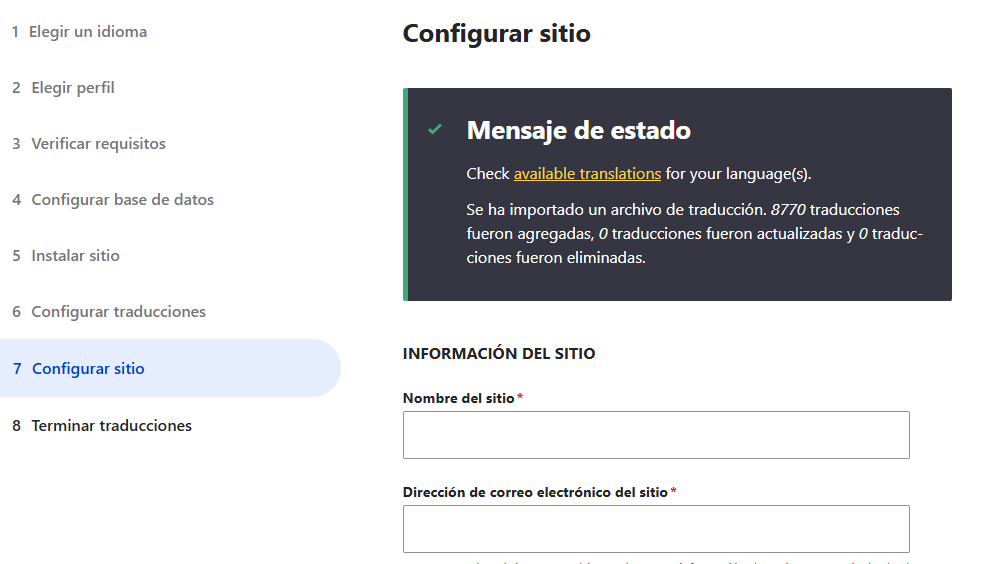 1 Elegir un idioma
2 Elegir perfil
3 Verificar requisitos
4 Configurar base de datos
5 Instalar sitio
6 Configurar traducciones
7 Configurar sitio
8 Terminar traducciones
Configurar sitio
Mensaje de estado
Check available translations for your language(s).
Se ha importado un archivo de traducción. 8770 traducciones
fueron agregadas, 0 traducciones fueron actualizadas y 0 traduc-
ciones fueron eliminadas.
INFORMACIÓN DEL SITIO
Nombre del sitio*
Dirección de correo electrónico del sitio*